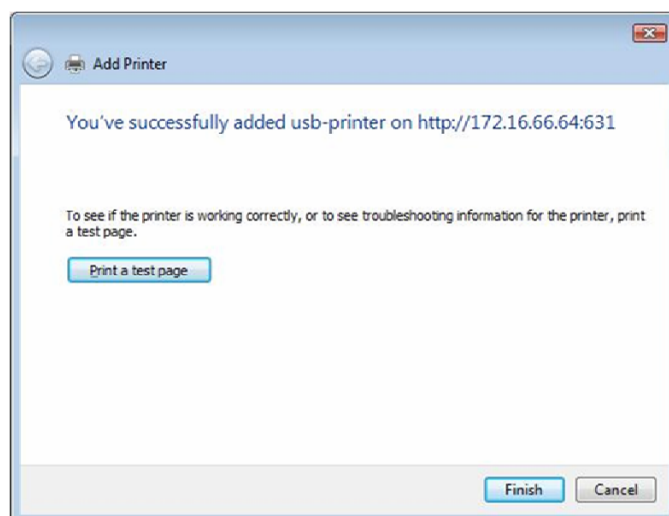 Add Printer
You've successfully added usb-printer on http://172.16.66.64:631
To see if the printer is working correctly, or to see troubleshooting information for the printer, print
a test page.
Print a test page
Finish
Cancel